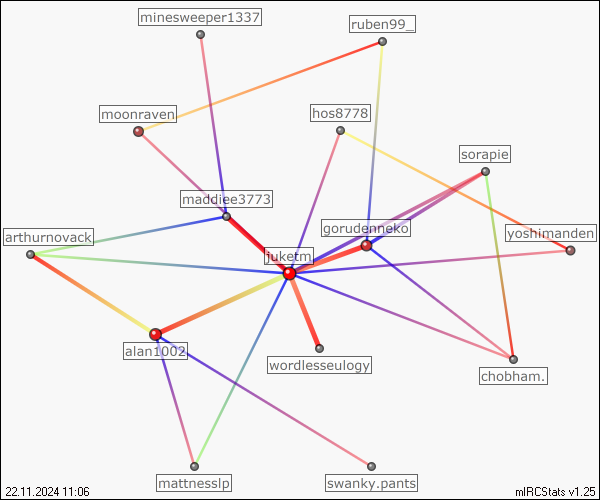 minesweeper1337
ruben99_
moonraven
hos8778
sorapie
maddiee3773
gorudenneko
arthurnovack
yoshimanden
juketm
alan1002
wordlesseulogy
chobham.
mattnesslp
swanky.pants
22.11.2024 11:06
mIRCStats v1.25